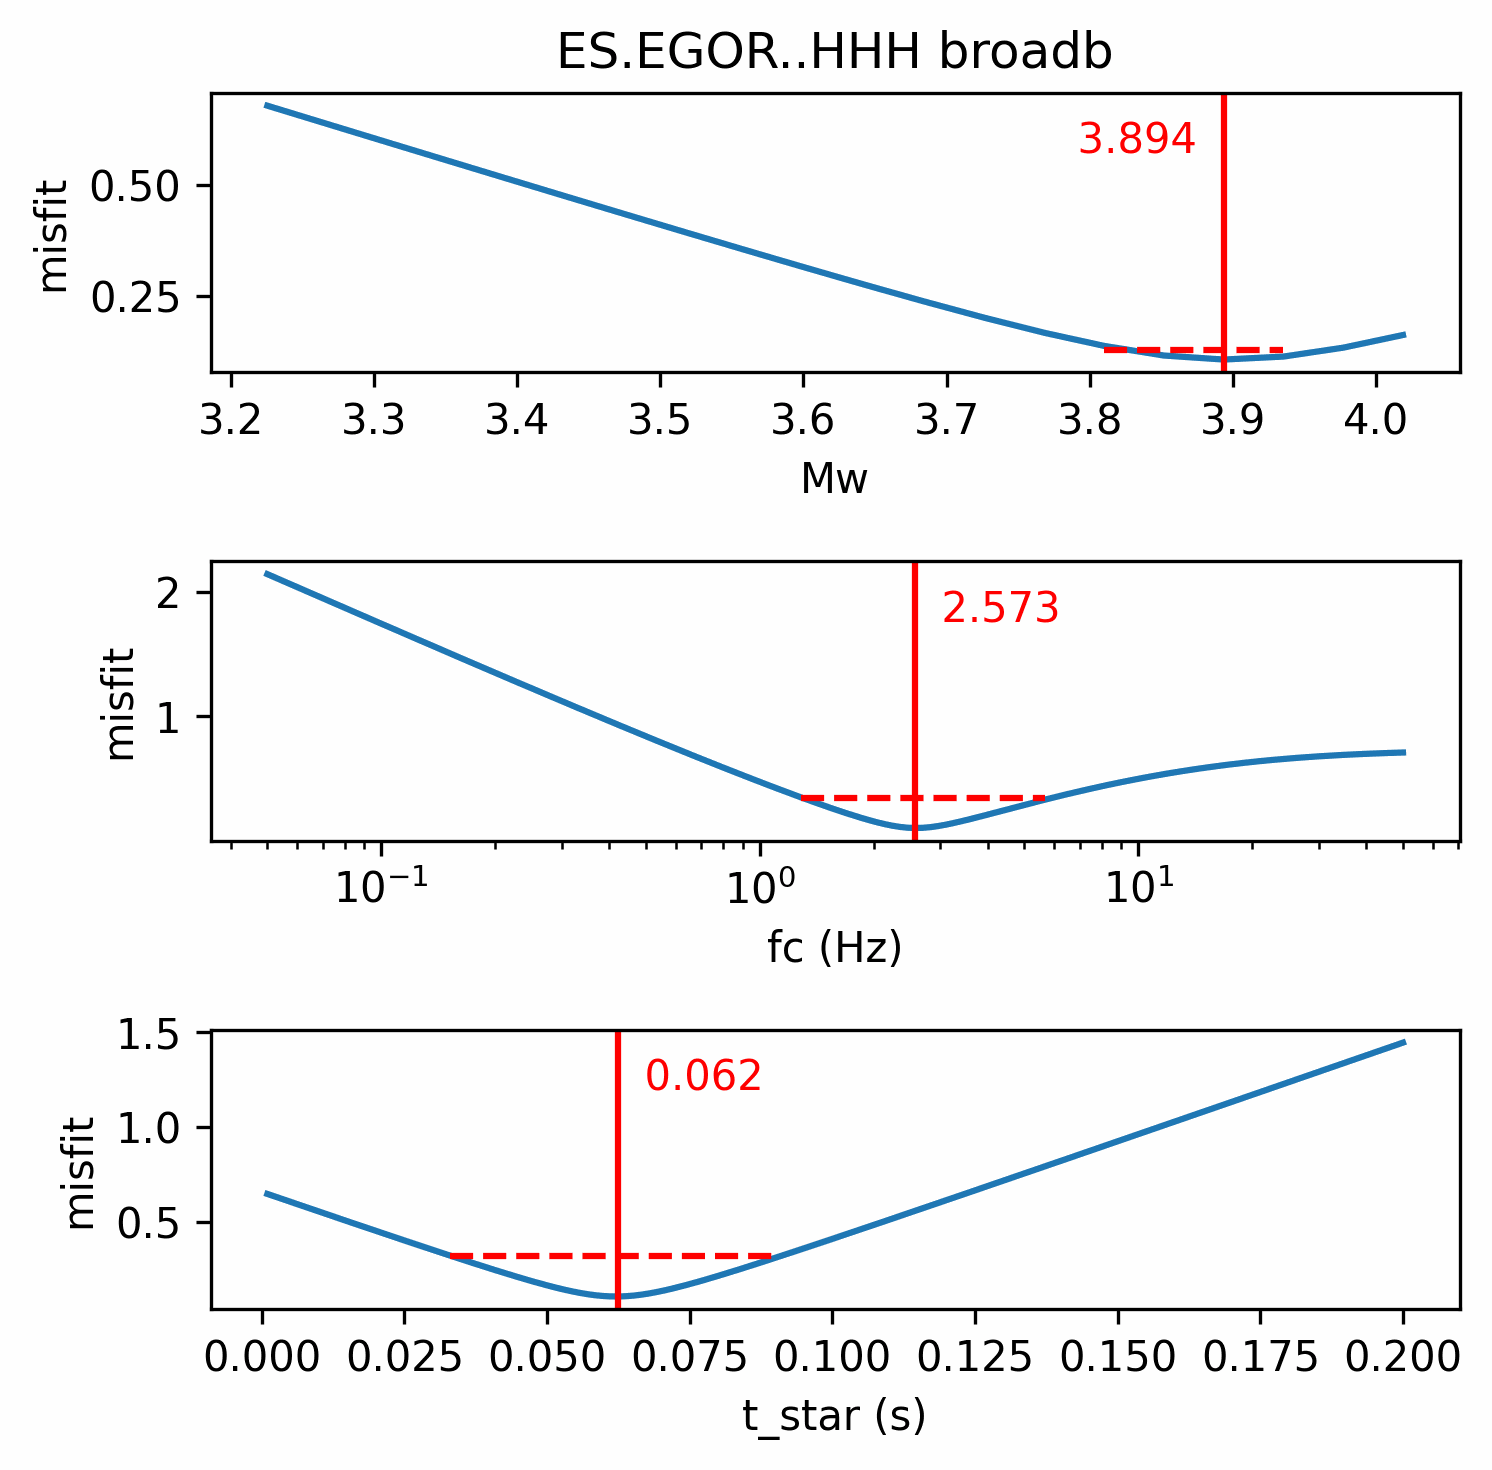 ES.EGOR..HHH broadb
3.894
0.50
0.25
misfit
3.2 3.3 3.4 3.5 3.6 3.7 3.8 3.9 4.0
Mw
2.573
2
1
misfit
10⁻¹ 10⁰ 10¹
fc (Hz)
0.062
1.5
1.0
0.5
misfit
0.000 0.025 0.050 0.075 0.100 0.125 0.150 0.175 0.200
t_star (s)